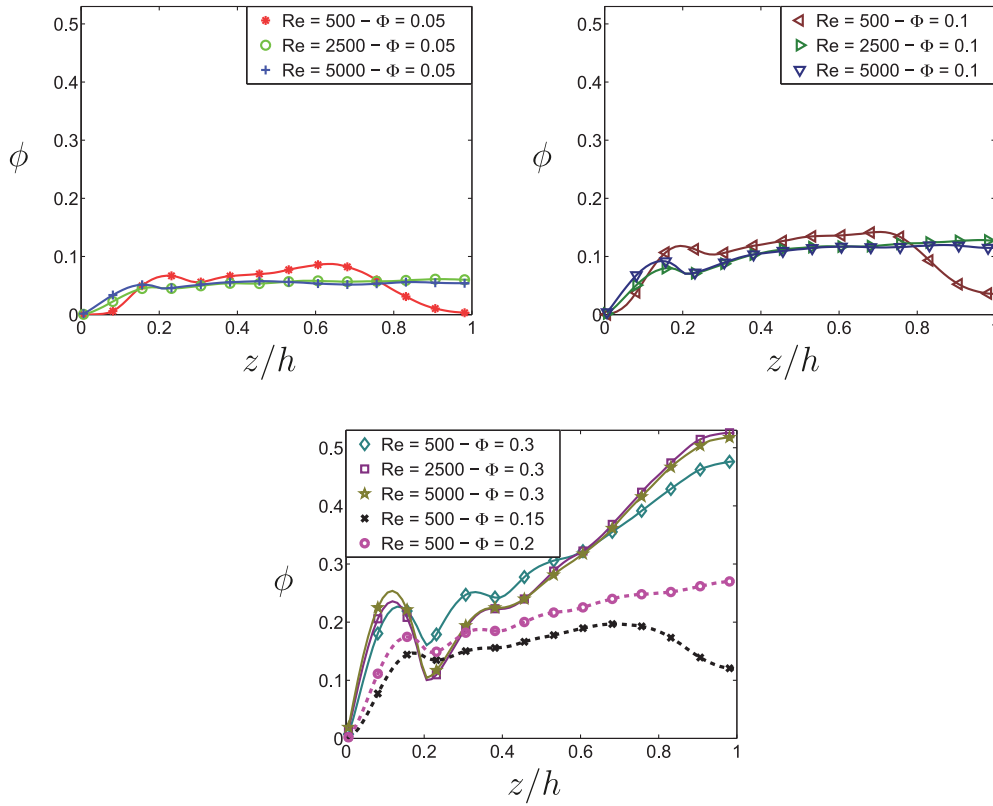 0.5
0.4
0.3
0.2
0.1
0
ϕ
Re = 500 – Φ = 0.05
Re = 2500 – Φ = 0.05
Re = 5000 – Φ = 0.05
0 0.2 0.4 0.6 0.8 1
z/h
0.5
0.4
0.3
0.2
0.1
0
ϕ
Re = 500 – Φ = 0.1
Re = 2500 – Φ = 0.1
Re = 5000 – Φ = 0.1
0 0.2 0.4 0.6 0.8 1
z/h
0.5
0.4
0.3
0.2
0.1
0
ϕ
Re = 500 – Φ = 0.3
Re = 2500 – Φ = 0.3
Re = 5000 – Φ = 0.3
Re = 500 – Φ = 0.15
Re = 500 – Φ = 0.2
0 0.2 0.4 0.6 0.8 1
z/h